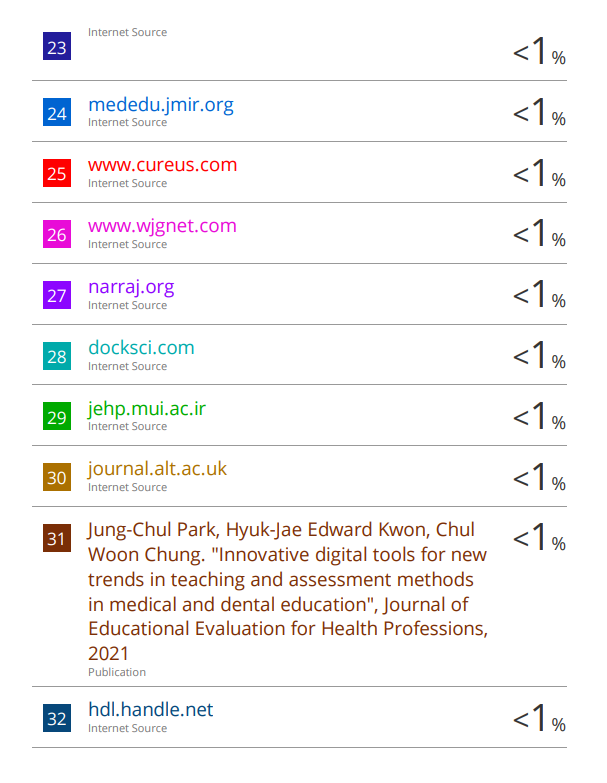 Internet Source
23
<1%
24
mededu.jmir.org
Internet Source
<1%
25
www.cureus.com
Internet Source
<1%
26
www.wjgnet.com
Internet Source
<1%
27
narraj.org
Internet Source
<1%
28
docksci.com
Internet Source
<1%
29
jehp.mui.ac.ir
Internet Source
<1%
30
journal.alt.ac.uk
Internet Source
<1%
31
Jung-Chul Park, Hyuk-Jae Edward Kwon, Chul
Woon Chung. "Innovative digital tools for new
trends in teaching and assessment methods
in medical and dental education", Journal of
Educational Evaluation for Health Professions,
2021
Publication
<1%
32
hdl.handle.net
Internet Source
<1%